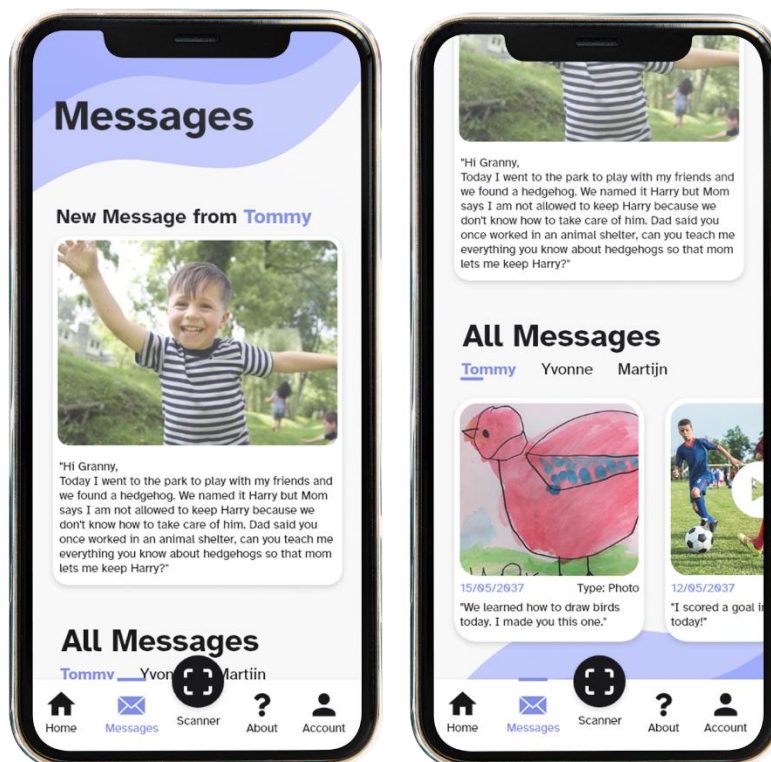 Messages
New Message from Tommy
"Hi Granny,
Today I went to the park to play with my friends and
we found a hedgehog. We named it Harry but Mom
says I am not allowed to keep Harry because we
don't know how to take care of him. Dad said you
once worked in an animal shelter, can you teach me
everything you know about hedgehogs so that mom
lets me keep Harry?"
All Messages
Tommy Yvon Martijn
Home Messages Scanner About Account
"Hi Granny,
Today I went to the park to play with my friends and
we found a hedgehog. We named it Harry but Mom
says I am not allowed to keep Harry because we
don't know how to take care of him. Dad said you
once worked in an animal shelter, can you teach me
everything you know about hedgehogs so that mom
lets me keep Harry?"
All Messages
Tommy Yvonne Martijn
15/05/2037 Type: Photo
"We learned how to draw birds
today. I made you this one."
12/05/2037
"I scored a goal
today!"
Home Messages Scanner About Account